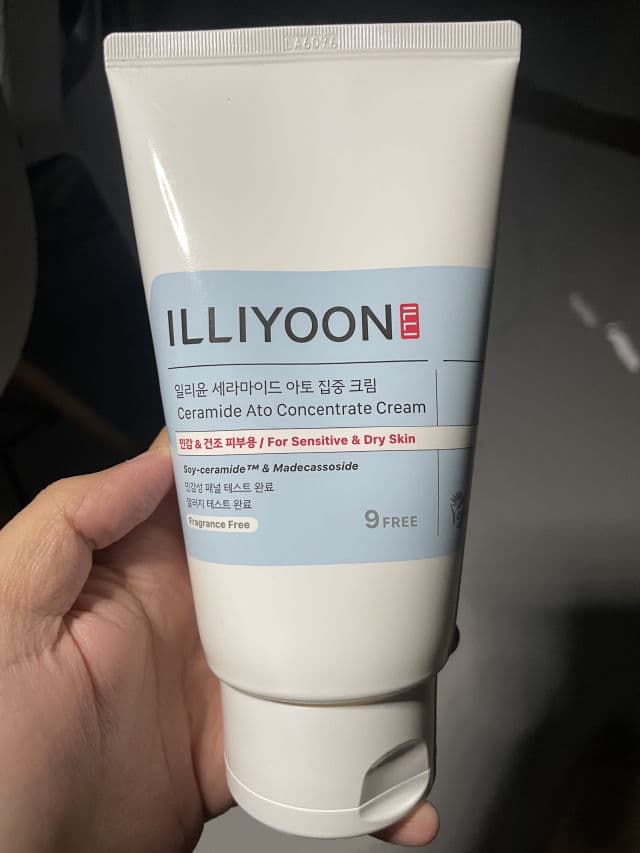 LA6096
ILLIYOON ILLI
일리윤 세라마이드 아토 집중 크림
Ceramide Ato Concentrate Cream
민감 & 건조 피부용 / For Sensitive & Dry Skin
Soy-ceramide™ & Madecassoside
민감성 패널 테스트 완료
알러지 테스트 완료
Fragrance Free
9 FREE